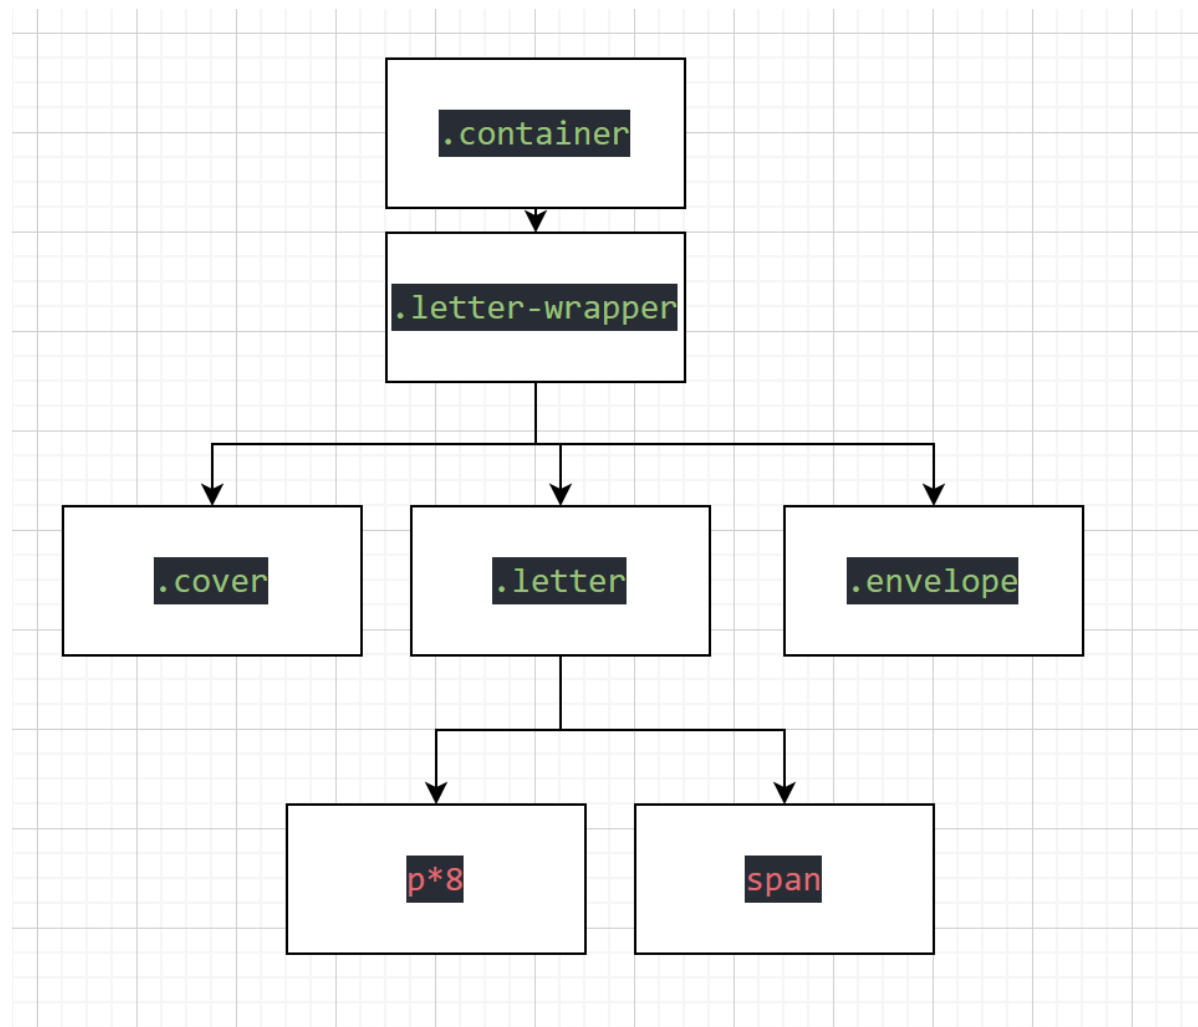 .container
.letter-wrapper
.cover
.letter
.envelope
p*8
span